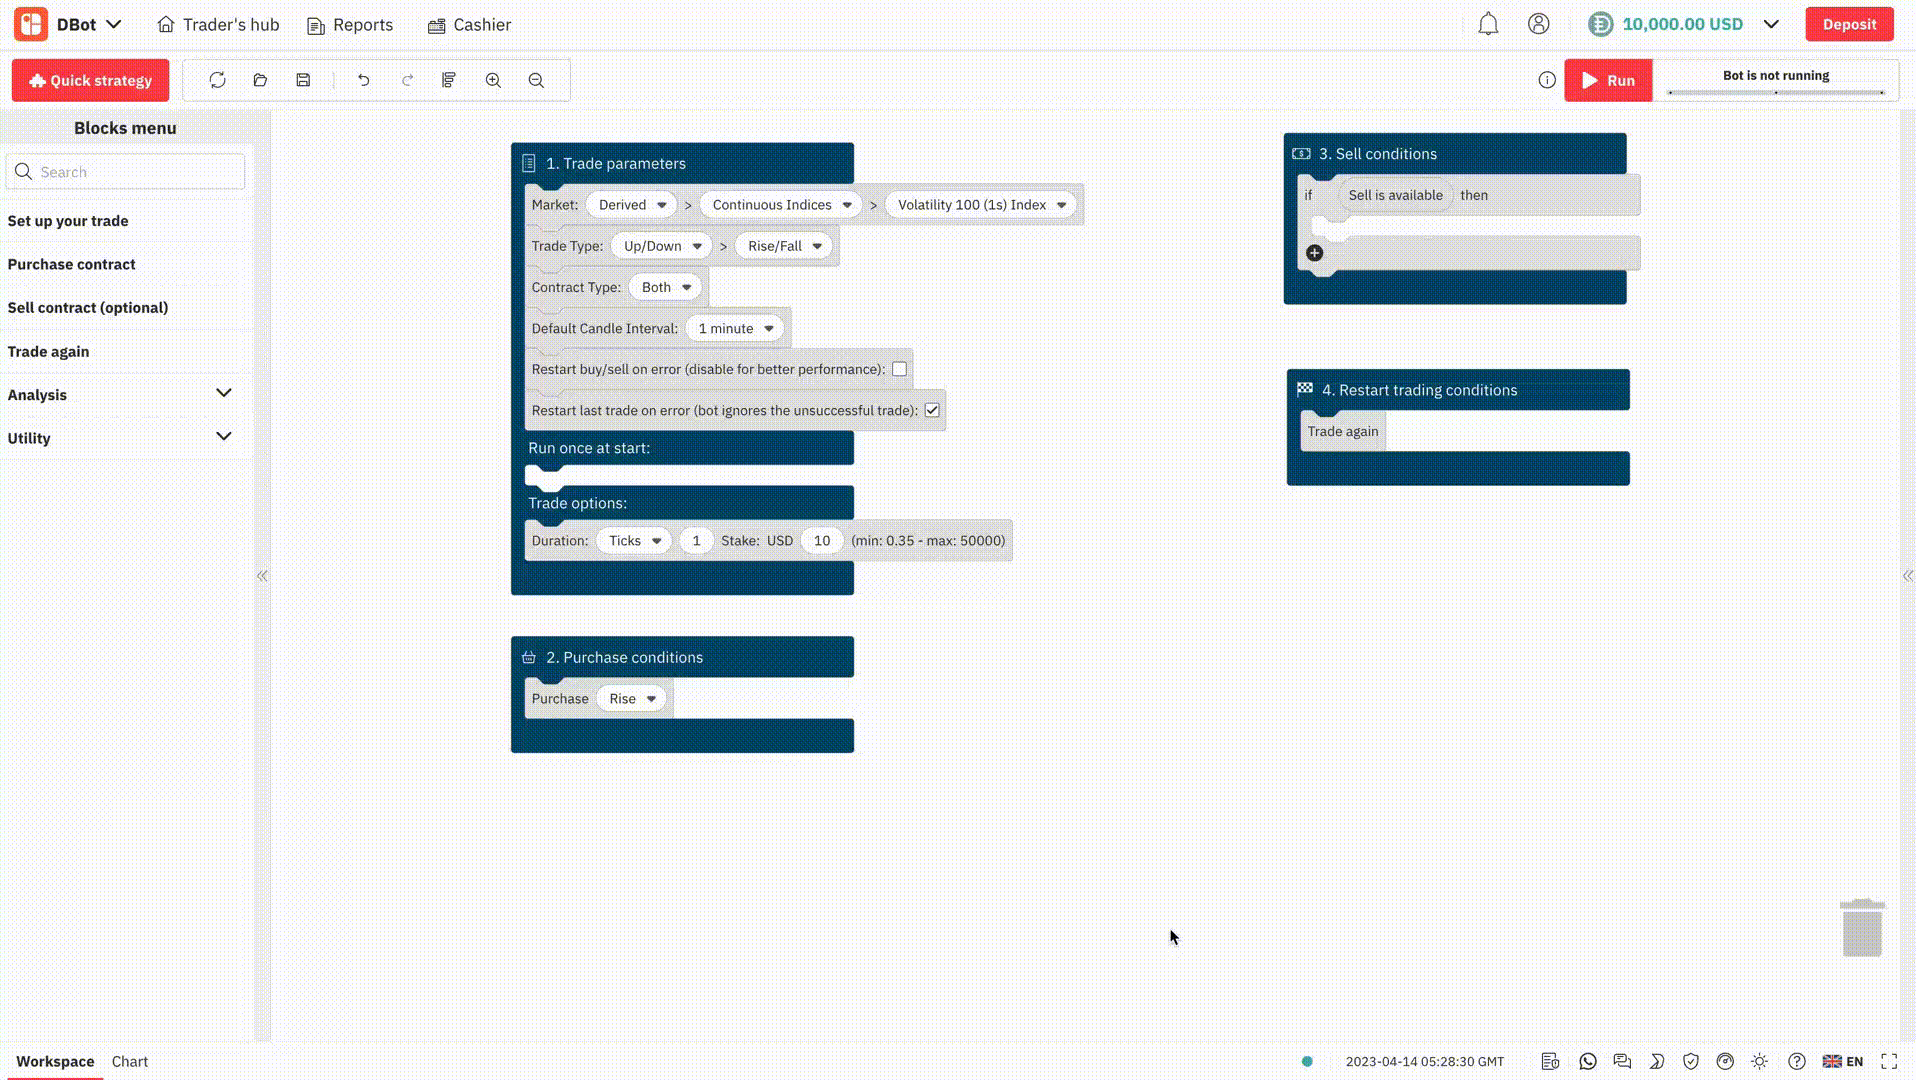 DBot
Trader's hub
Reports
Cashier
10,000.00 USD
Deposit
Quick strategy
Run
Bot is not running
Blocks menu
Search
Set up your trade
Purchase contract
Sell contract (optional)
Trade again
Analysis
Utility
1. Trade parameters
Market: Derived > Continuous Indices > Volatility 100 (1s) Index
Trade Type: Up/Down > Rise/Fall
Contract Type: Both
Default Candle Interval: 1 minute
Restart buy/sell on error (disable for better performance):
Restart last trade on error (bot ignores the unsuccessful trade):
Run once at start:
Trade options:
Duration: Ticks 1 Stake: USD 10 (min: 0.35 - max: 50000)
2. Purchase conditions
Purchase Rise
3. Sell conditions
if Sell is available then
4. Restart trading conditions
Trade again
Workspace
Chart
2023-04-14 05:28:30 GMT
EN